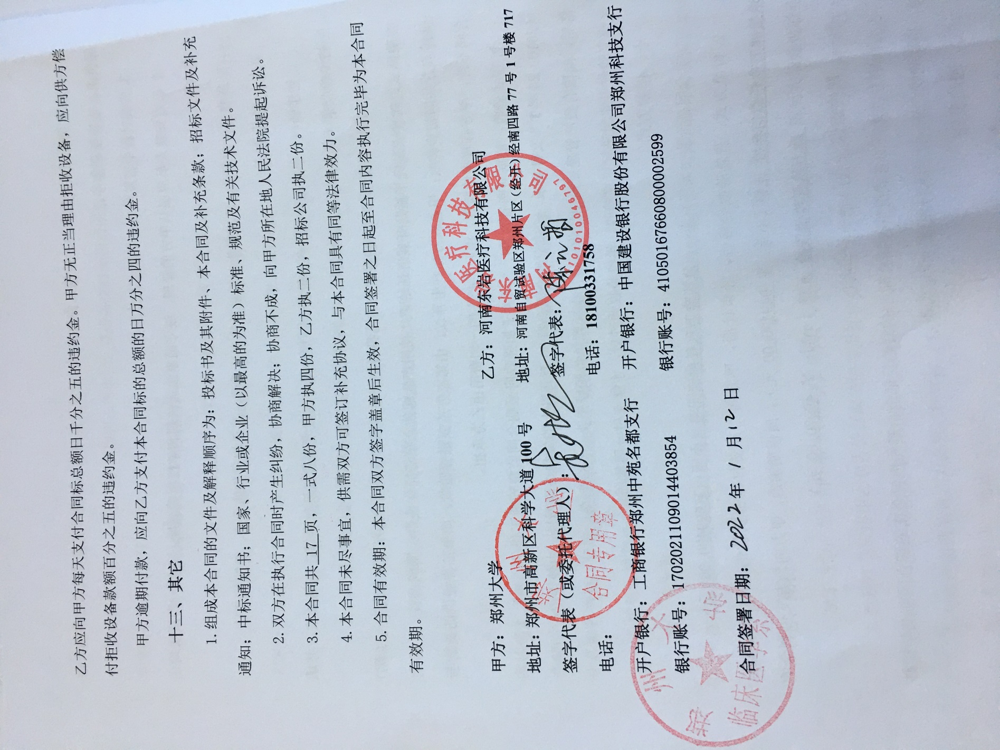 乙方应向甲方每天支付合同标总额日千分之五的违约金。甲方无正当理由拒收设备，应向供方偿
付拒收设备款额百分之五的违约金。
甲方逾期付款，应向乙方支付本合同标的总额的日万分之四的违约金。
十三、其它
1. 组成本合同的文件及解释顺序为：投标书及其附件、本合同及补充条款；招标文件及补充
通知；中标通知书；国家、行业或企业（以最高的为准）标准、规范及有关技术文件。
2. 双方在执行合同时产生纠纷，协商解决；协商不成，向甲方所在地人民法院提起诉讼。
3. 本合同共 17 页，一式八份，甲方执四份，乙方执二份，招标公司执二份。
4. 本合同未尽事宜，供需双方可签订补充协议，与本合同具有同等法律效力。
5. 合同有效期：本合同双方签字盖章后生效，合同签署之日起至合同内容执行完毕为本合同
有效期。
甲方：郑州大学
地址：郑州市高新区科学大道 100 号
签字代表（或委托代理人）：
电话：
开户银行：工商银行郑州中苑名都支行
银行账号：1702021109014403854
乙方：河南东岩医疗科技有限公司
地址：河南自贸试验区郑州片区（经开）经南四路 77 号 1 号楼 717
签字代表：
电话：18100331758
开户银行：中国建设银行股份有限公司郑州科技支行
银行账号：41050167660800002599
合同签署日期：2022年 1 月12日
郑州大学
合同专用章
郑州大学
临床医学系
河南东岩医疗科技有限公司